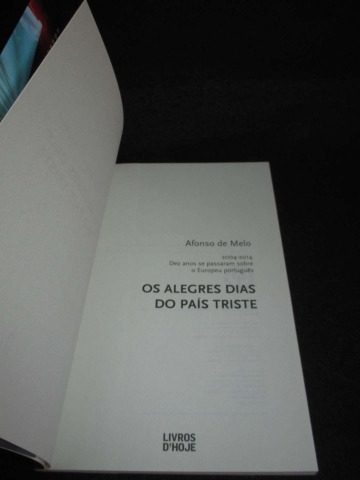 Afonso de Melo
2004 2014
Dez anos se passaram sobre
o Europeu português
OS ALEGRES DIAS
DO PAÍS TRISTE
LIVROS
D'HOJE